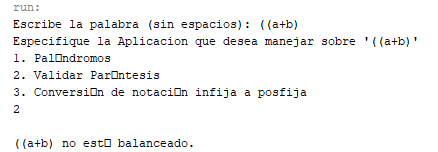 run:
Escribe la palabra (sin espacios): ((a+b)
Especifique la Aplicacion que desea manejar sobre '((a+b)'
1. Pal□ndromos
2. Validar Par□ntesis
3. Conversi□n de notaci□n infija a posfija
2
((a+b) no est□ balanceado.